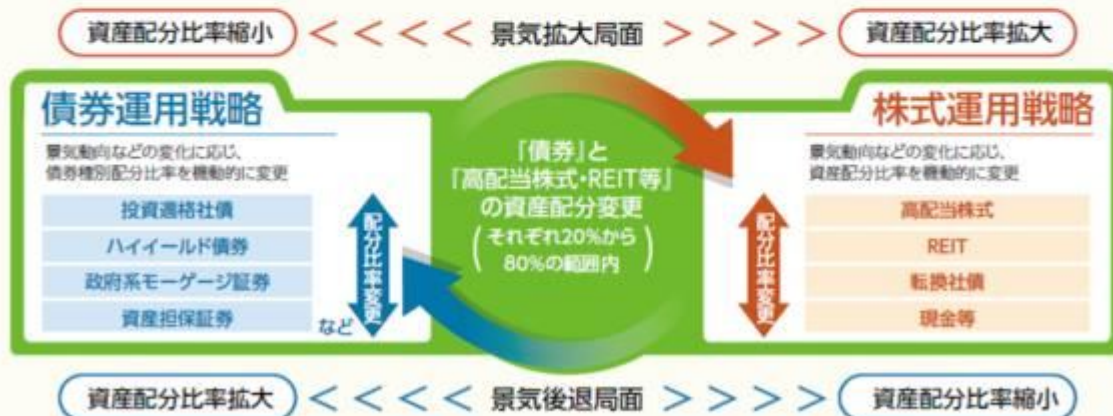 資産配分比率縮小 < < < < 景気拡大局面 > > > > 資産配分比率拡大
債券運用戦略
景気動向などの変化に応じ、
債券種別配分比率を機動的に変更
投資適格社債
ハイイールド債券
政府系モーゲージ証券
資産担保証券
など
配分比率変更
『債券』と
『高配当株式・REIT等』
の資産配分変更
(それぞれ20%から
80%の範囲内)
株式運用戦略
景気動向などの変化に応じ、
資産配分比率を機動的に変更
配分比率変更
高配当株式
REIT
転換社債
現金等
資産配分比率拡大 < < < < 景気後退局面 > > > > 資産配分比率縮小